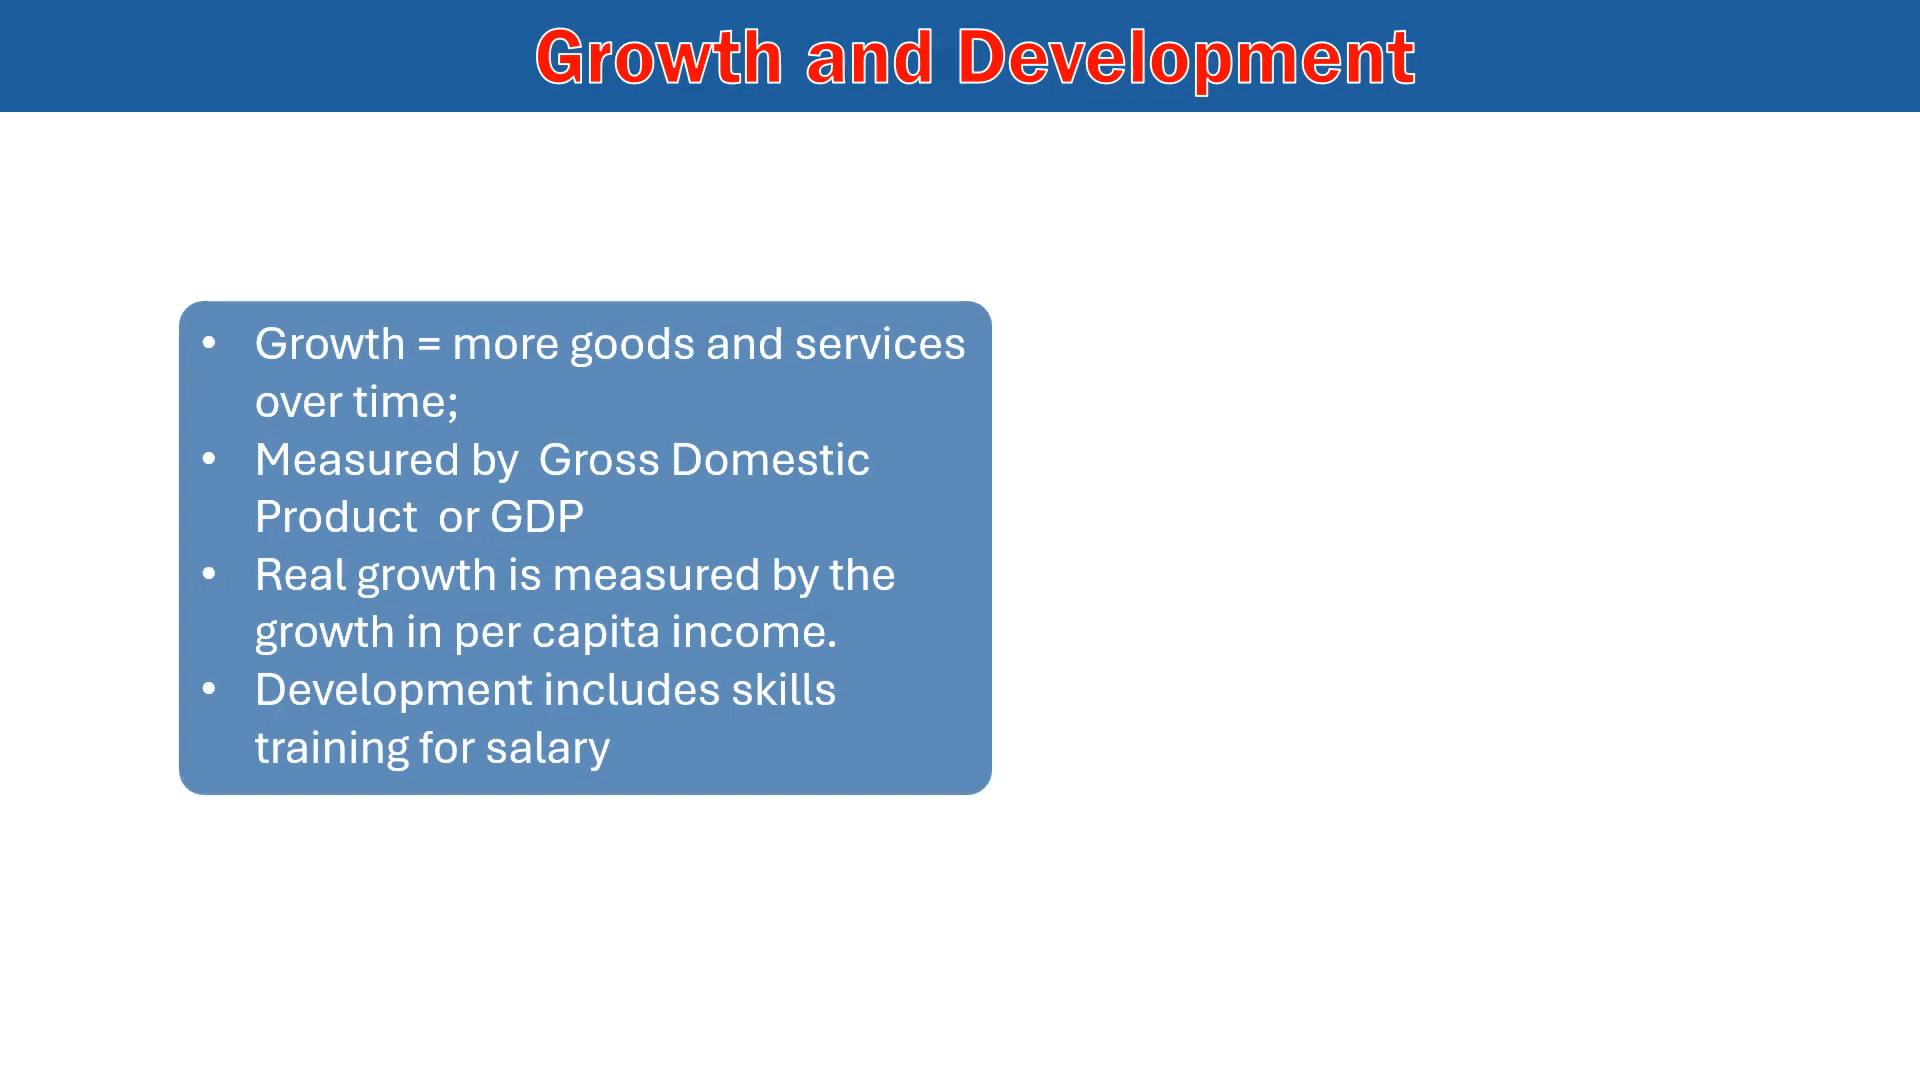 Growth and Development
• Growth = more goods and services
over time;
• Measured by  Gross Domestic
Product  or GDP
• Real growth is measured by the
growth in per capita income.
• Development includes skills
training for salary